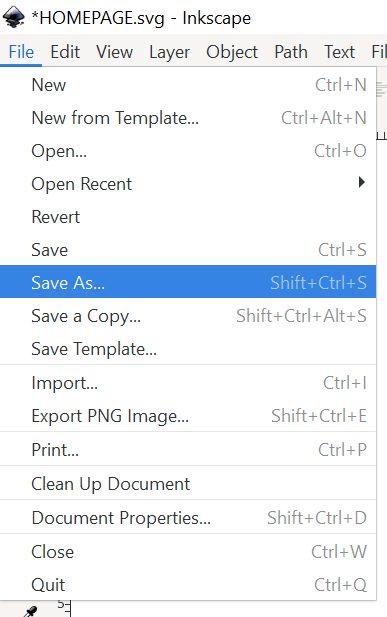 *HOMEPAGE.svg - Inkscape
File Edit View Layer Object Path Text Fil
New Ctrl+N
New from Template... Ctrl+Alt+N
Open... Ctrl+O
Open Recent
Revert
Save Ctrl+S
Save As... Shift+Ctrl+S
Save a Copy... Shift+Ctrl+Alt+S
Save Template...
Import... Ctrl+I
Export PNG Image... Shift+Ctrl+E
Print... Ctrl+P
Clean Up Document
Document Properties... Shift+Ctrl+D
Close Ctrl+W
Quit Ctrl+Q
5